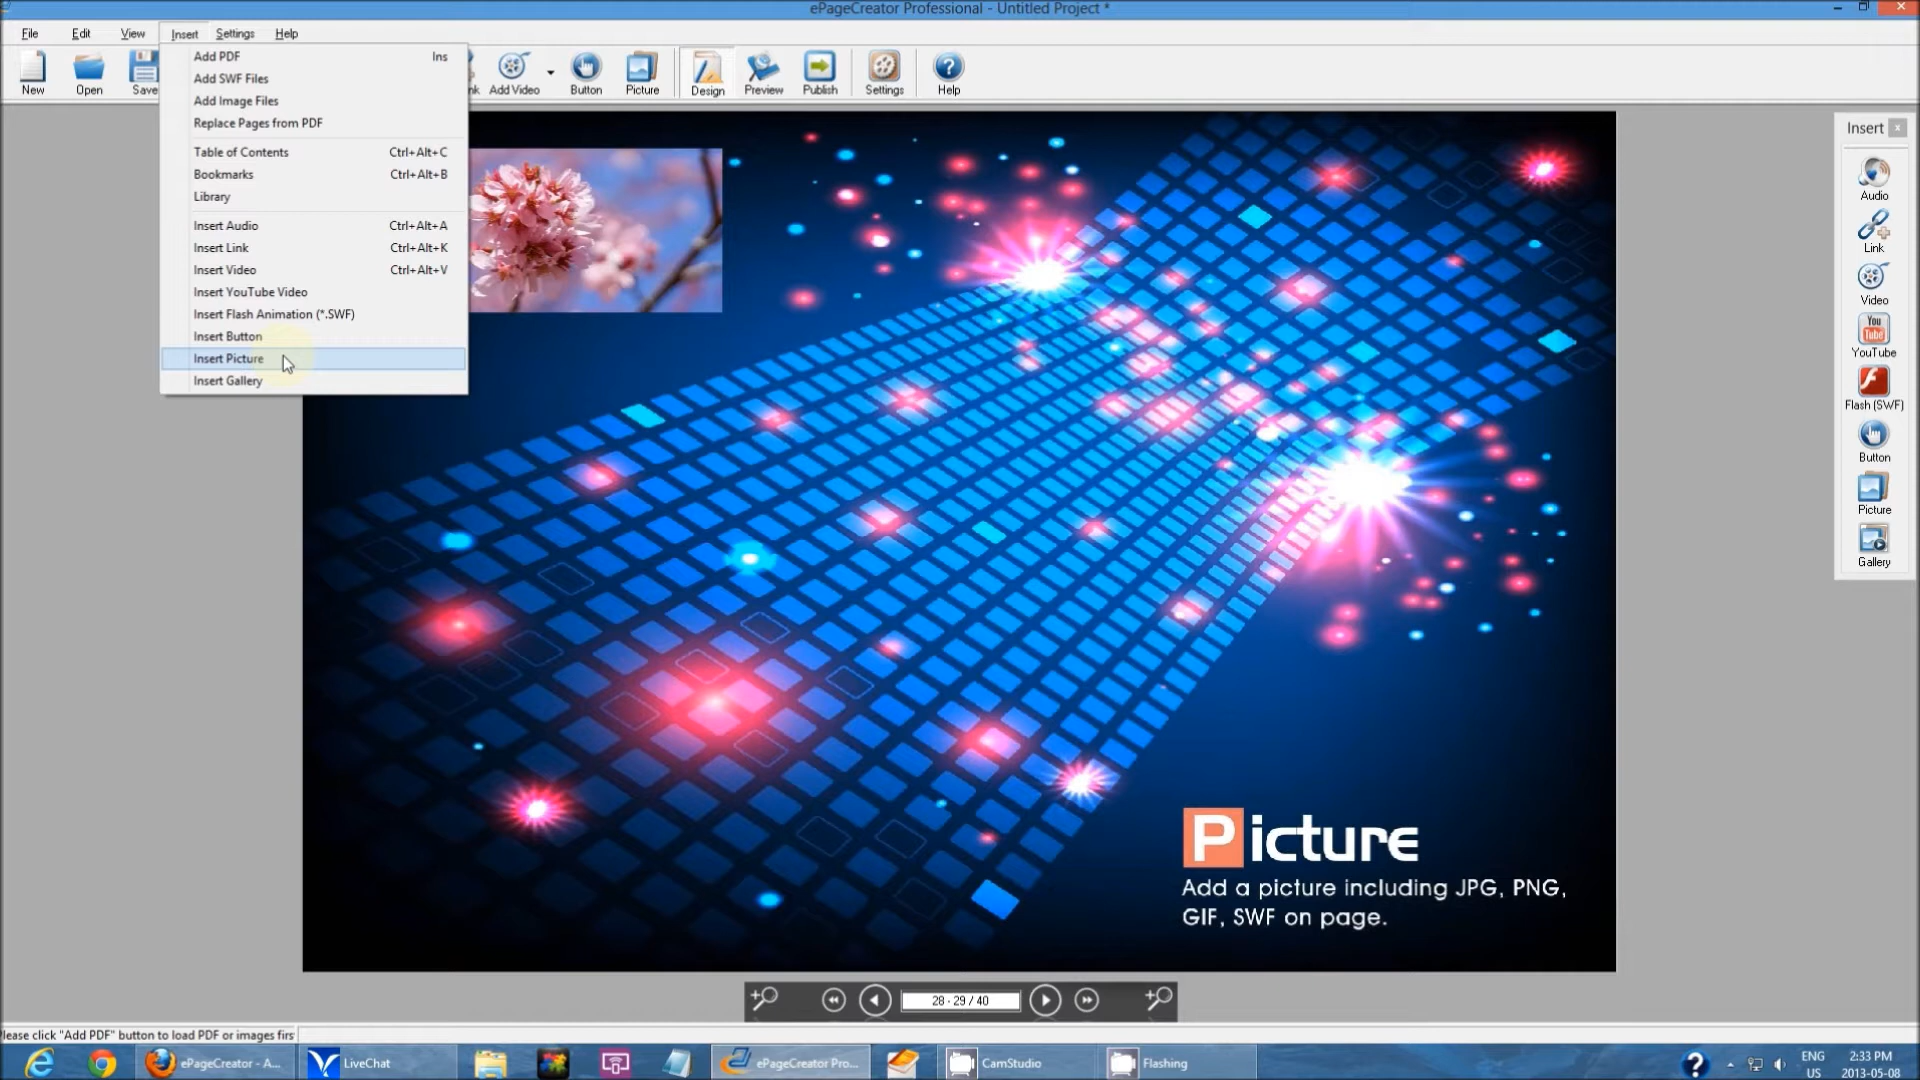 ePageCreator Professional - Untitled Project *
File Edit View Insert Settings Help
New Open Save nk Add Video Button Picture Design Preview Publish Settings Help
Add PDF Ins
Add SWF Files
Add Image Files
Replace Pages from PDF
Table of Contents Ctrl+Alt+C
Bookmarks Ctrl+Alt+B
Library
Insert Audio Ctrl+Alt+A
Insert Link Ctrl+Alt+K
Insert Video Ctrl+Alt+V
Insert YouTube Video
Insert Flash Animation (*.SWF)
Insert Button
Insert Picture
Insert Gallery
Insert x
Audio
Link
Video
You
Tube
YouTube
Flash (SWF)
Button
Picture
Gallery
Picture
Add a picture including JPG, PNG,
GIF, SWF on page.
28 - 29 / 40
Please click "Add PDF" button to load PDF or images firs
ePageCreator - A... LiveChat ePageCreator Pro... CamStudio Flashing
ENG 2:33 PM
US 2013-05-08